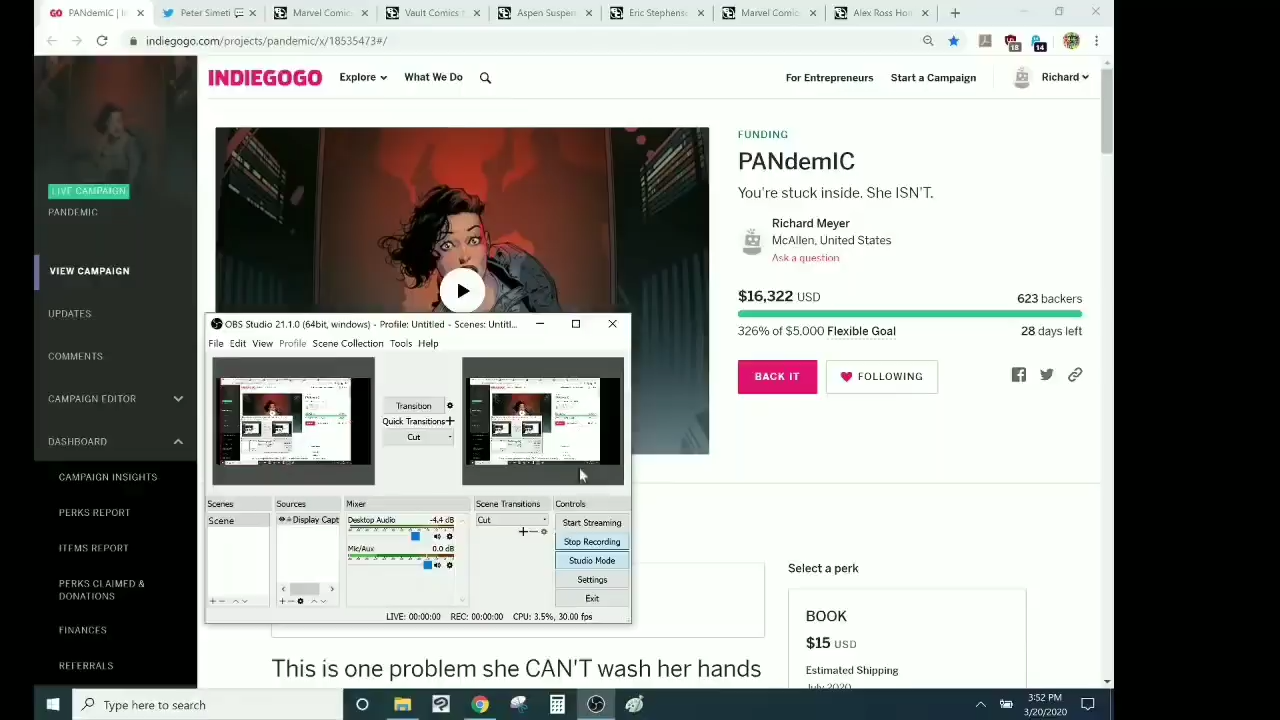 PANdemIC | In
Peter Simeti
Marvel Comic
Vault Comics
Aspen Suspen
Eric Stephens
Marvel Comic
Alex Ross Hon
indiegogo.com/projects/pandemic/x/18535473#/
18
14
INDIEGOGO
Explore
What We Do
For Entrepreneurs
Start a Campaign
Richard
LIVE CAMPAIGN
PANDEMIC
VIEW CAMPAIGN
UPDATES
COMMENTS
CAMPAIGN EDITOR
DASHBOARD
CAMPAIGN INSIGHTS
PERKS REPORT
ITEMS REPORT
PERKS CLAIMED &
DONATIONS
FINANCES
REFERRALS
FUNDING
PANdemIC
You're stuck inside. She ISN'T.
Richard Meyer
McAllen, United States
Ask a question
$16,322 USD
623 backers
326% of $5,000 Flexible Goal
28 days left
BACK IT
FOLLOWING
OBS Studio 21.1.0 (64bit, windows) - Profile: Untitled - Scenes: Untitl...
File Edit View Profile Scene Collection Tools Help
Transition
Quick Transitions
Cut
Scenes
Sources
Mixer
Scene Transitions
Controls
Scene
Display Capt
Desktop Audio
-4.4 dB
Mic/Aux
0.0 dB
Cut
Start Streaming
Stop Recording
Studio Mode
Settings
Exit
LIVE: 00:00:00
REC: 00:00:00
CPU: 3.5%, 30.00 fps
This is one problem she CAN'T wash her hands
Select a perk
BOOK
$15 USD
Estimated Shipping
July 2020
Type here to search
3:52 PM
3/20/2020